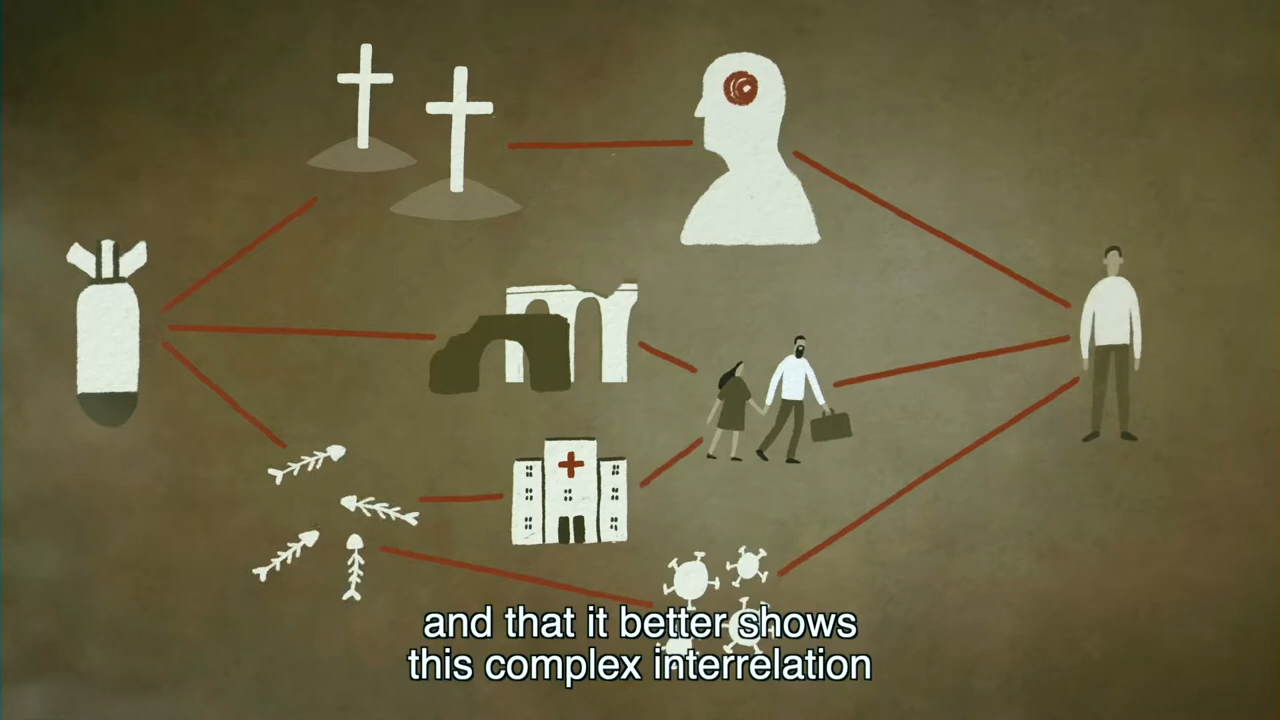 and that it better shows
this complex interrelation